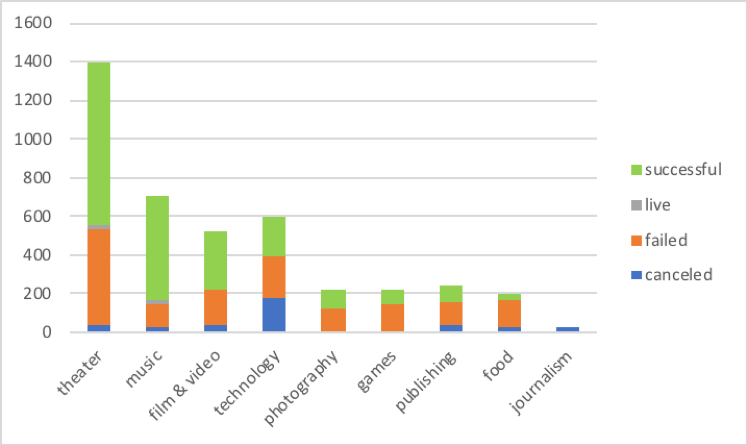 1600
1400
1200
1000
800
600
400
200
0
theater
music
film & video
technology
photography
games
publishing
food
journalism
successful
live
failed
canceled